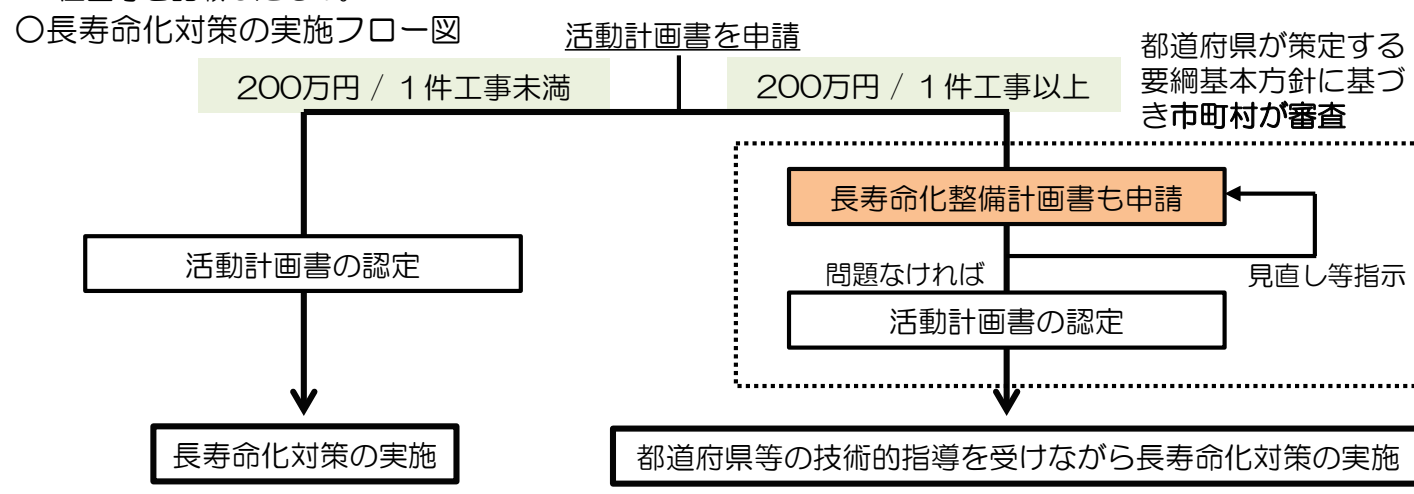 〇長寿命化対策の実施フロー図
活動計画書を申請
200万円 / 1件工事未満
200万円 / 1件工事以上
都道府県が策定する
要綱基本方針に基づ
き市町村が審査
長寿命化整備計画書も申請
活動計画書の認定
問題なければ
見直し等指示
活動計画書の認定
長寿命化対策の実施
都道府県等の技術的指導を受けながら長寿命化対策の実施